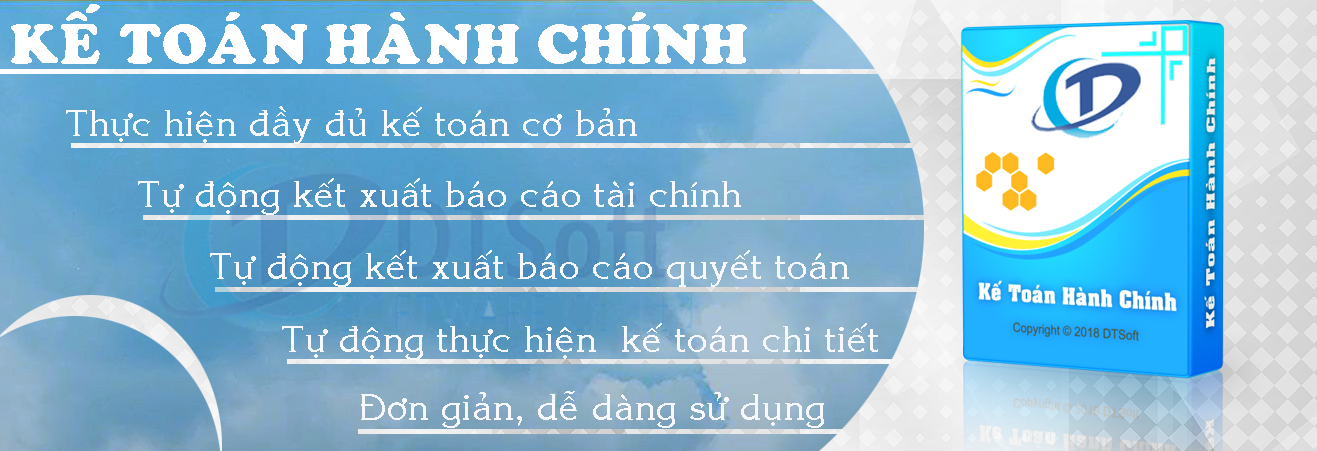 KẾ TOÁN HÀNH CHÍNH
Thực hiện đầy đủ kế toán cơ bản
Tự động kết xuất báo cáo tài chính
DTSoft
Tự động kết xuất báo cáo quyết toán
Tự động thực hiện kế toán chi tiết
Đơn giản, dễ dàng sử dụng
Kế Toán Hành Chính
Copyright © 2018 DTSoft
Kế Toán Hành Chính